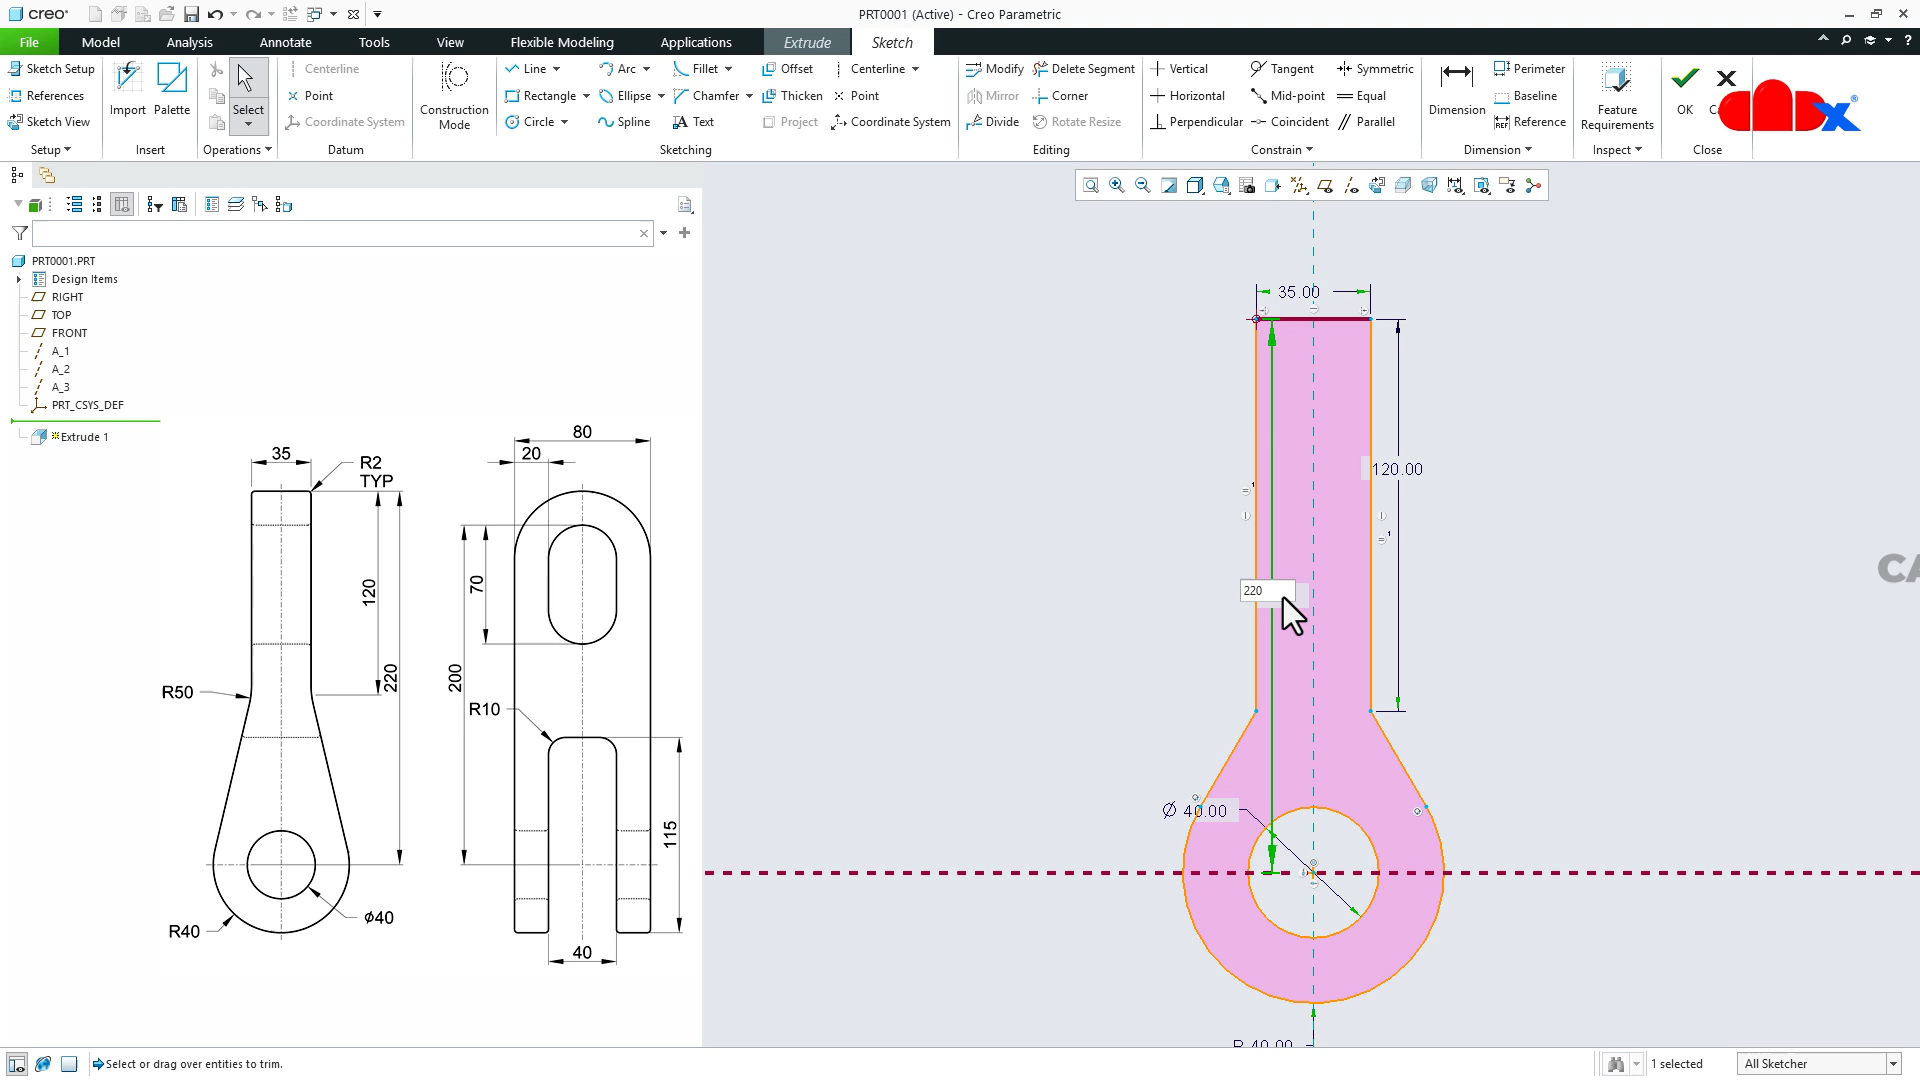 creo
PRT0001 (Active) - Creo Parametric
File
Model
Analysis
Annotate
Tools
View
Flexible Modeling
Applications
Extrude
Sketch
Sketch Setup
References
Sketch View
Setup
Import
Palette
Insert
Select
Operations
Centerline
Point
Coordinate System
Datum
Construction
Mode
Line
Arc
Fillet
Offset
Centerline
Rectangle
Ellipse
Chamfer
Thicken
Point
Circle
Spline
Text
Project
Coordinate System
Sketching
Modify
Delete Segment
Mirror
Corner
Divide
Rotate Resize
Editing
Vertical
Tangent
Symmetric
Horizontal
Mid-point
Equal
Perpendicular
Coincident
Parallel
Constrain
Dimension
Perimeter
Baseline
Reference
Dimension
Feature
Requirements
Inspect
OK
Close
PRT0001.PRT
Design Items
RIGHT
TOP
FRONT
A_1
A_2
A_3
PRT_CSYS_DEF
Extrude 1
35
R2
TYP
120
220
R50
R40
ϕ40
80
20
70
200
R10
115
40
35.00
120.00
220
Ø 40.00
R 40.00
CA
Select or drag over entities to trim.
1 selected
All Sketcher